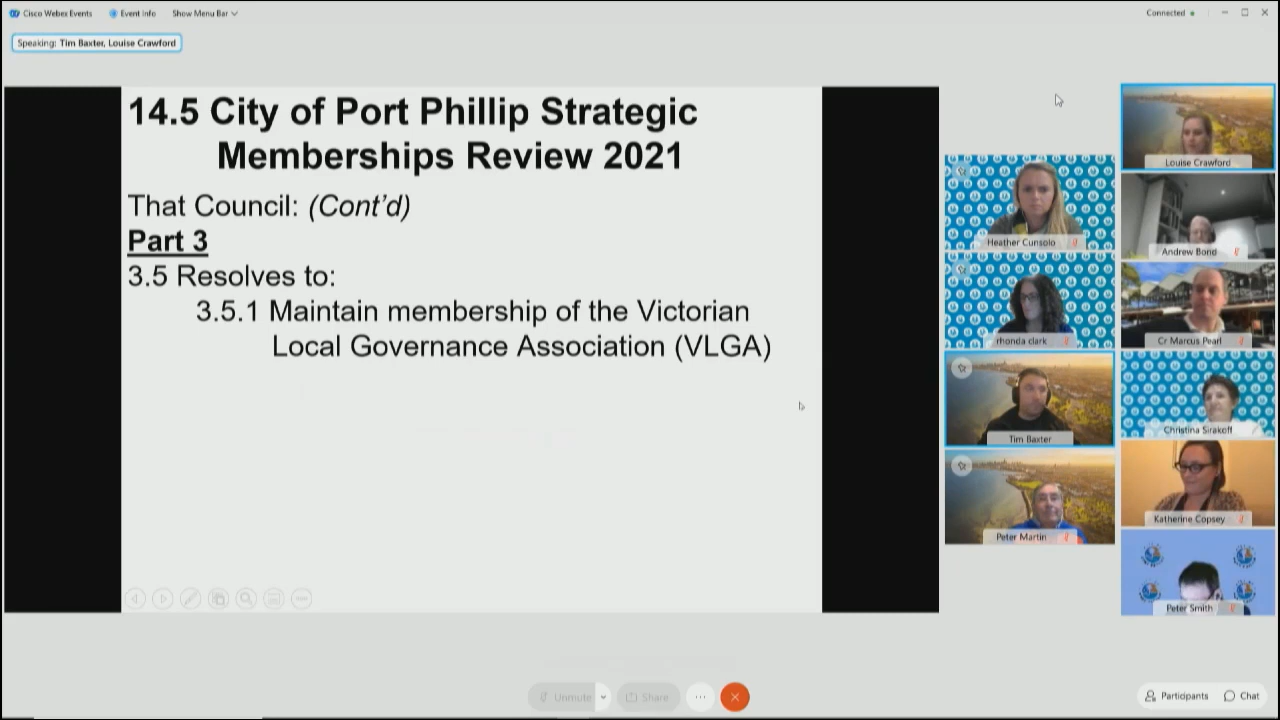 Cisco Webex Events
Event Info
Show Menu Bar
Connected
Speaking: Tim Baxter, Louise Crawford
14.5 City of Port Phillip Strategic
Memberships Review 2021
That Council: (Cont'd)
Part 3
3.5 Resolves to:
3.5.1 Maintain membership of the Victorian
Local Governance Association (VLGA)
Louise Crawford
Heather Cunsolo
Andrew Bond
rhonda clark
Cr Marcus Pearl
Tim Baxter
Christina Sirakoff
Peter Martin
Katherine Copsey
Peter Smith
Unmute
Share
Participants
Chat